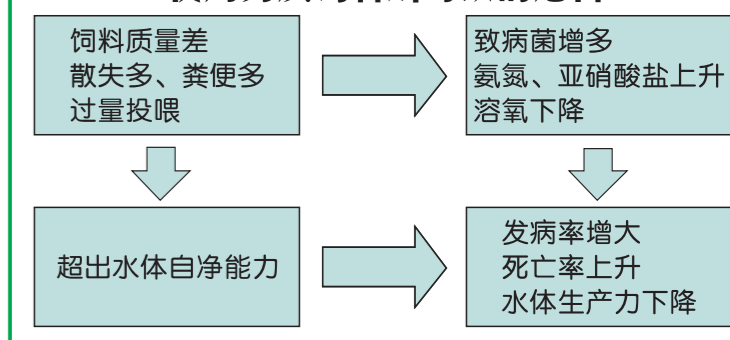 饲料质量差
散失多、粪便多
过量投喂
致病菌增多
氨氮、亚硝酸盐上升
溶氧下降
超出水体自净能力
发病率增大
死亡率上升
水体生产力下降